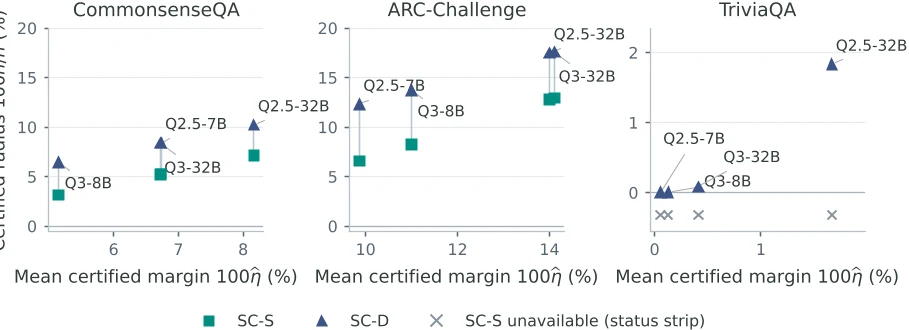 CommonsenseQA
ARC-Challenge
TriviaQA
20
15
10
5
0
6
7
8
Q3-8B
Q2.5-7B
Q3-32B
Q2.5-32B
Mean certified margin 100η̂ (%)
20
15
10
5
0
10
12
14
Q2.5-7B
Q3-8B
Q2.5-32B
Q3-32B
Mean certified margin 100η̂ (%)
2
1
0
0
1
Q2.5-7B
Q3-32B
Q3-8B
Q2.5-32B
Mean certified margin 100η̂ (%)
SC-S
SC-D
SC-S unavailable (status strip)